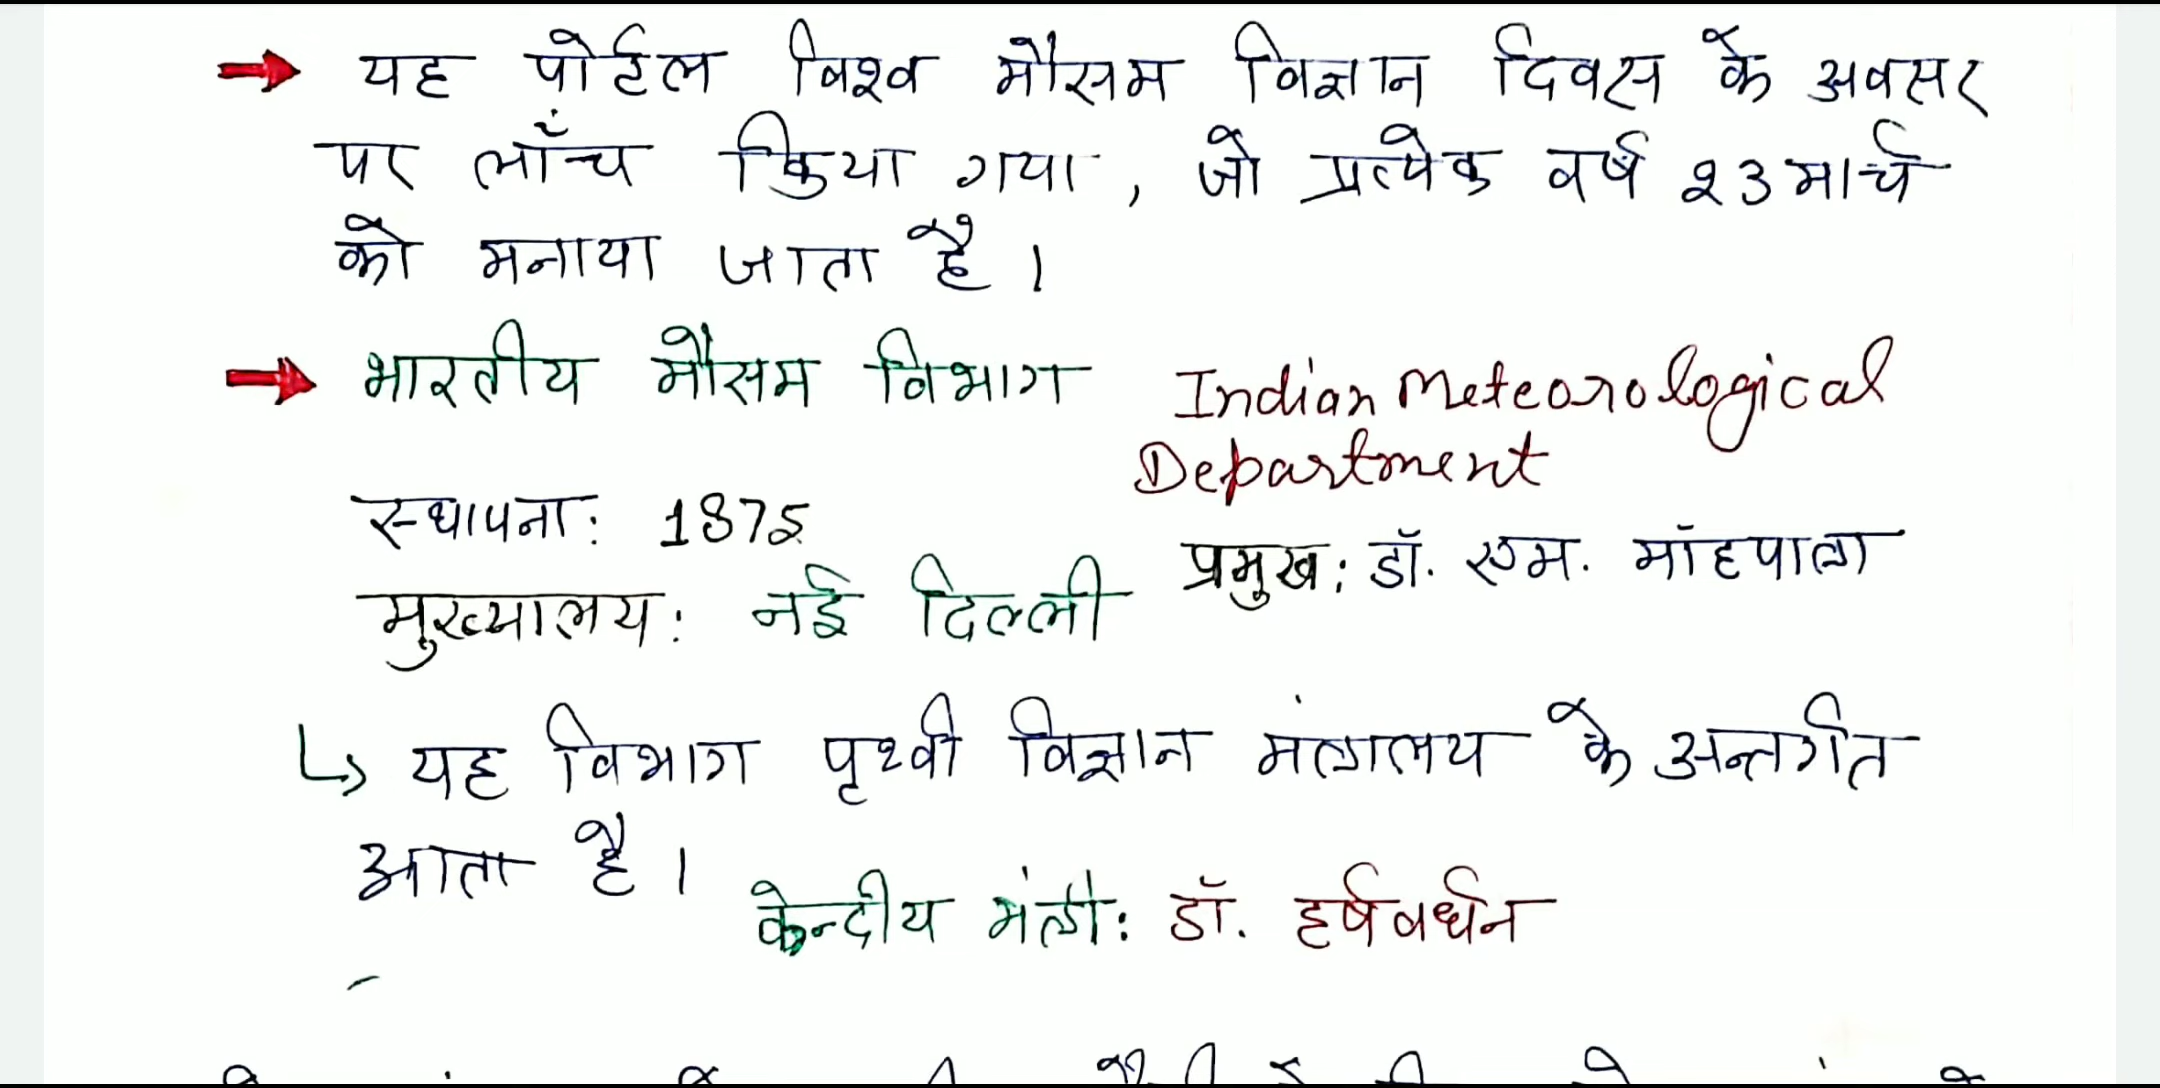 → यह पोर्टल विश्व मौसम विज्ञान दिवस के अवसर
पर लाँन्च किया गया, जो प्रत्येक वर्ष 23 मार्च
को मनाया जाता है।
→ भारतीय मौसम विभाग Indian Meteorological
Department
स्थापना: 1875
प्रमुख: डॉ. एम. मॉहपात्रा
मुख्यालय: नई दिल्ली
↳ यह विभाग पृथ्वी विज्ञान मंत्रालय के अन्तर्गत
आता है।
केन्द्रीय मंत्री: डॉ. हर्षवर्धन